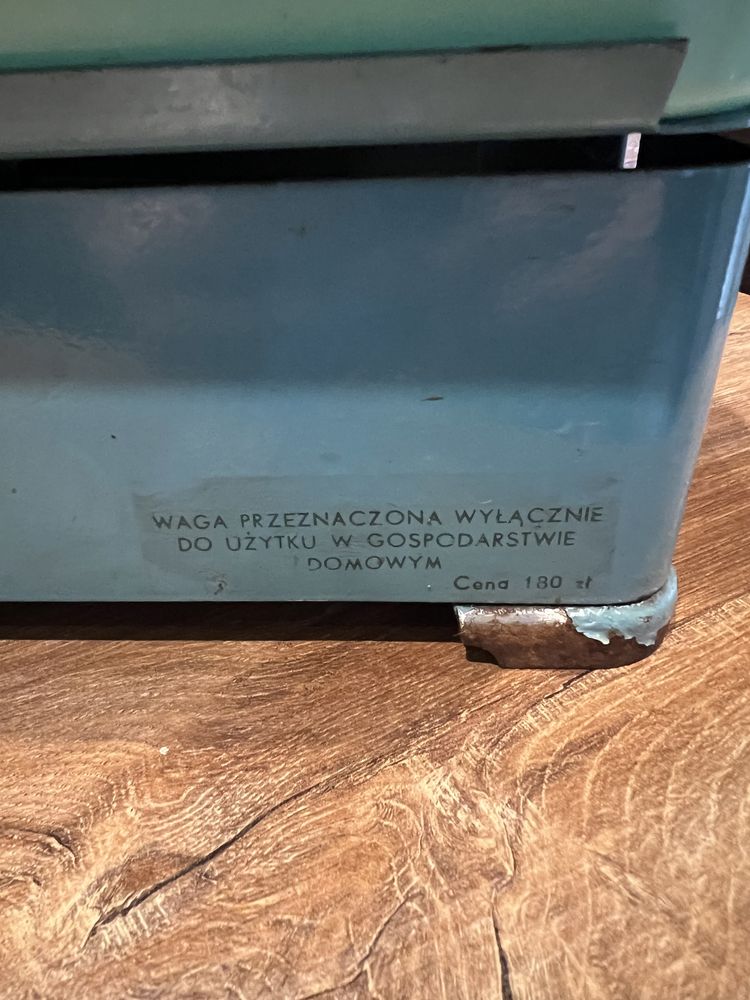 WAGA PRZEZNACZONA WYŁĄCZNIE
DO UŻYTKU W GOSPODARSTWIE
DOMOWYM
Cena 180 zł